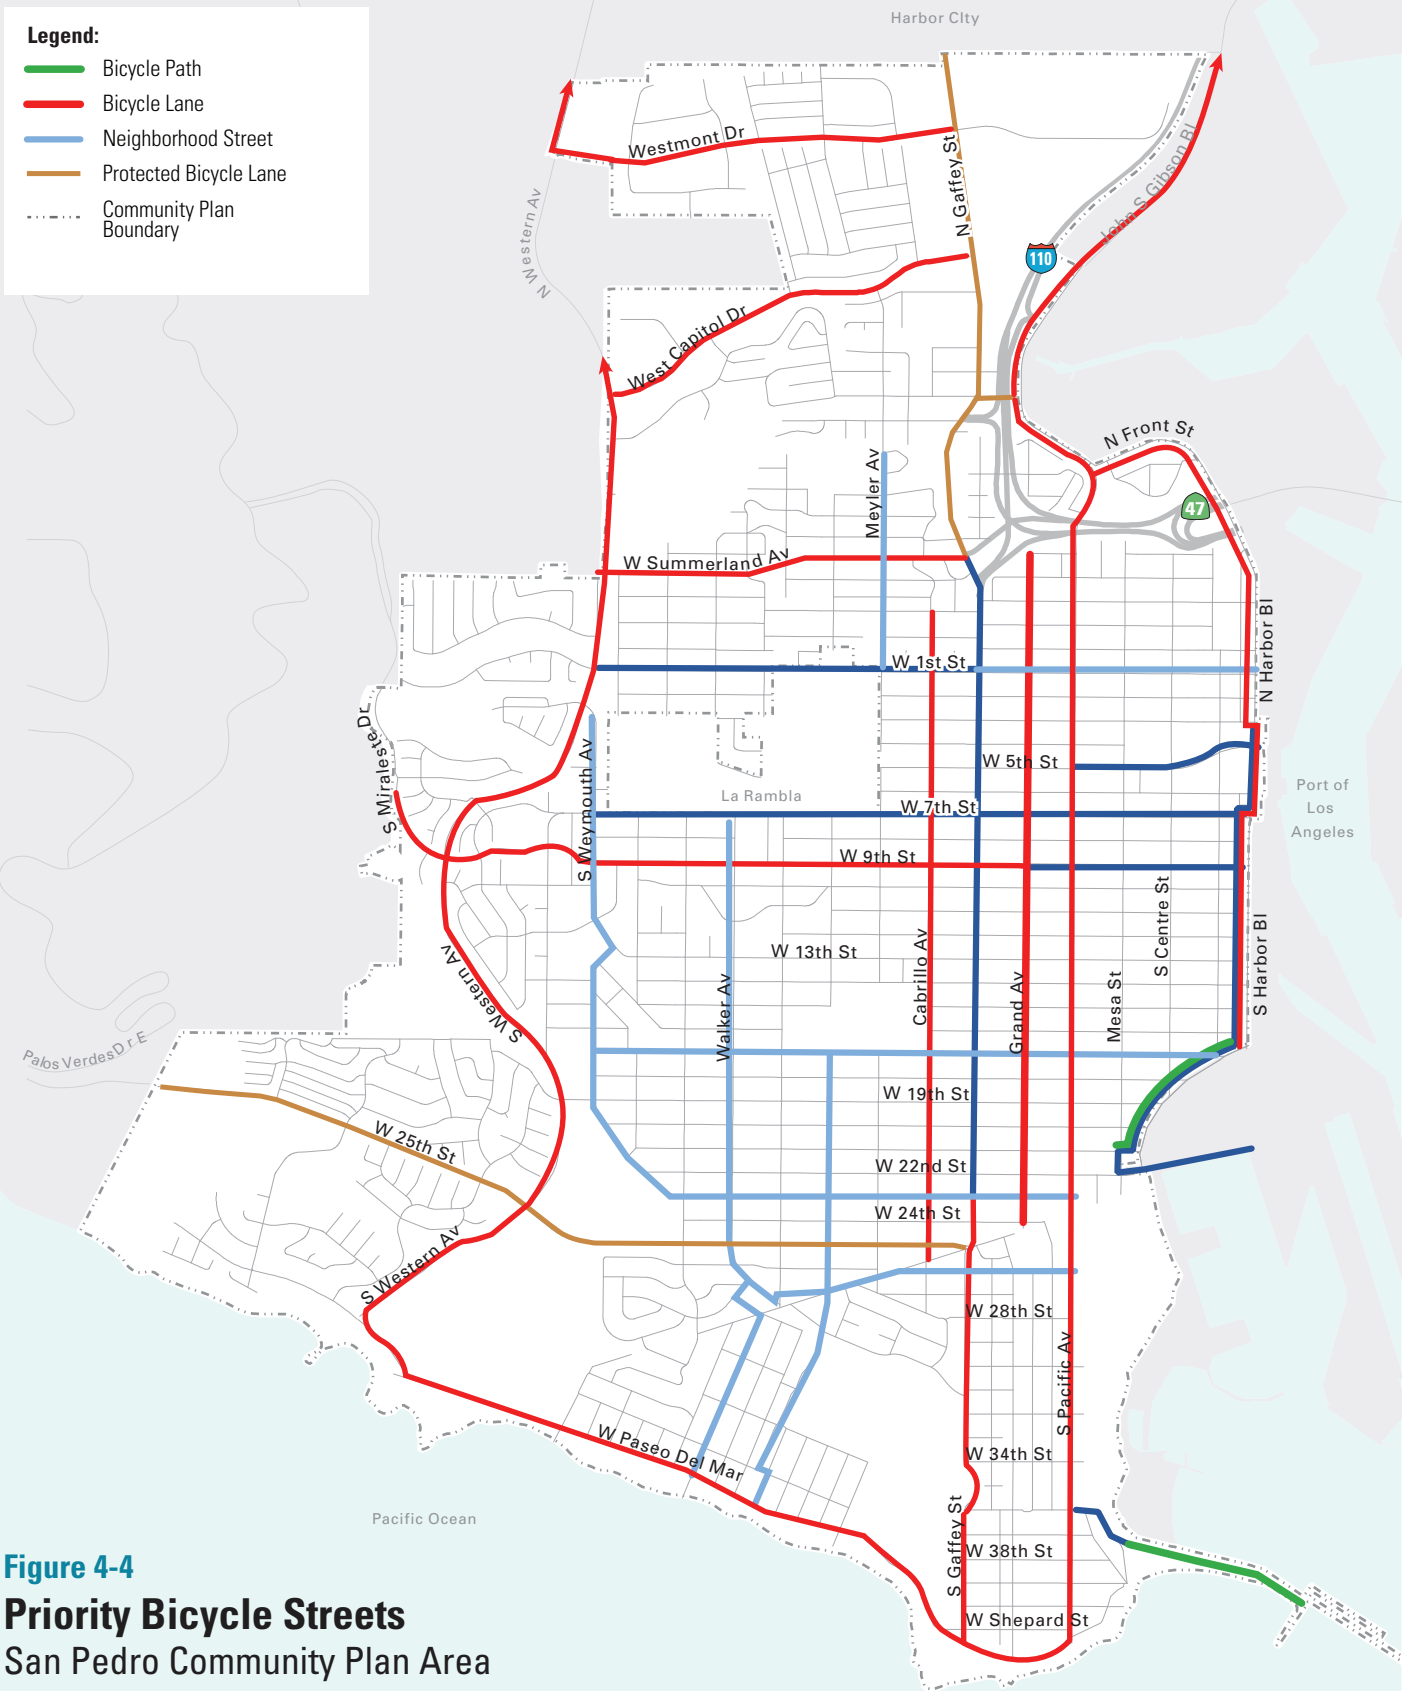 Harbor CIty
Legend:
Bicycle Path
Bicycle Lane
Neighborhood Street
Protected Bicycle Lane
Community Plan
Boundary
Westmont Dr
N Gaffey St
John S Gibson Bl
N Western Av
110
West Capitol Dr
N Front St
Meyler Av
47
W Summerland Av
N Harbor Bl
W 1st St
S Miraleste Dr
S Weymouth Av
W 5th St
La Rambla
Port of
Los
Angeles
W 7th St
W 9th St
S Centre St
S Harbor Bl
W 13th St
Cabrillo Av
Grand Av
Mesa St
Walker Av
S Western Av
Palos Verdes Dr E
W 19th St
W 25th St
W 22nd St
W 24th St
S Western Av
W 28th St
S Pacific Av
W Paseo Del Mar
W 34th St
Pacific Ocean
S Gaffey St
W 38th St
W Shepard St
Figure 4-4
Priority Bicycle Streets
San Pedro Community Plan Area